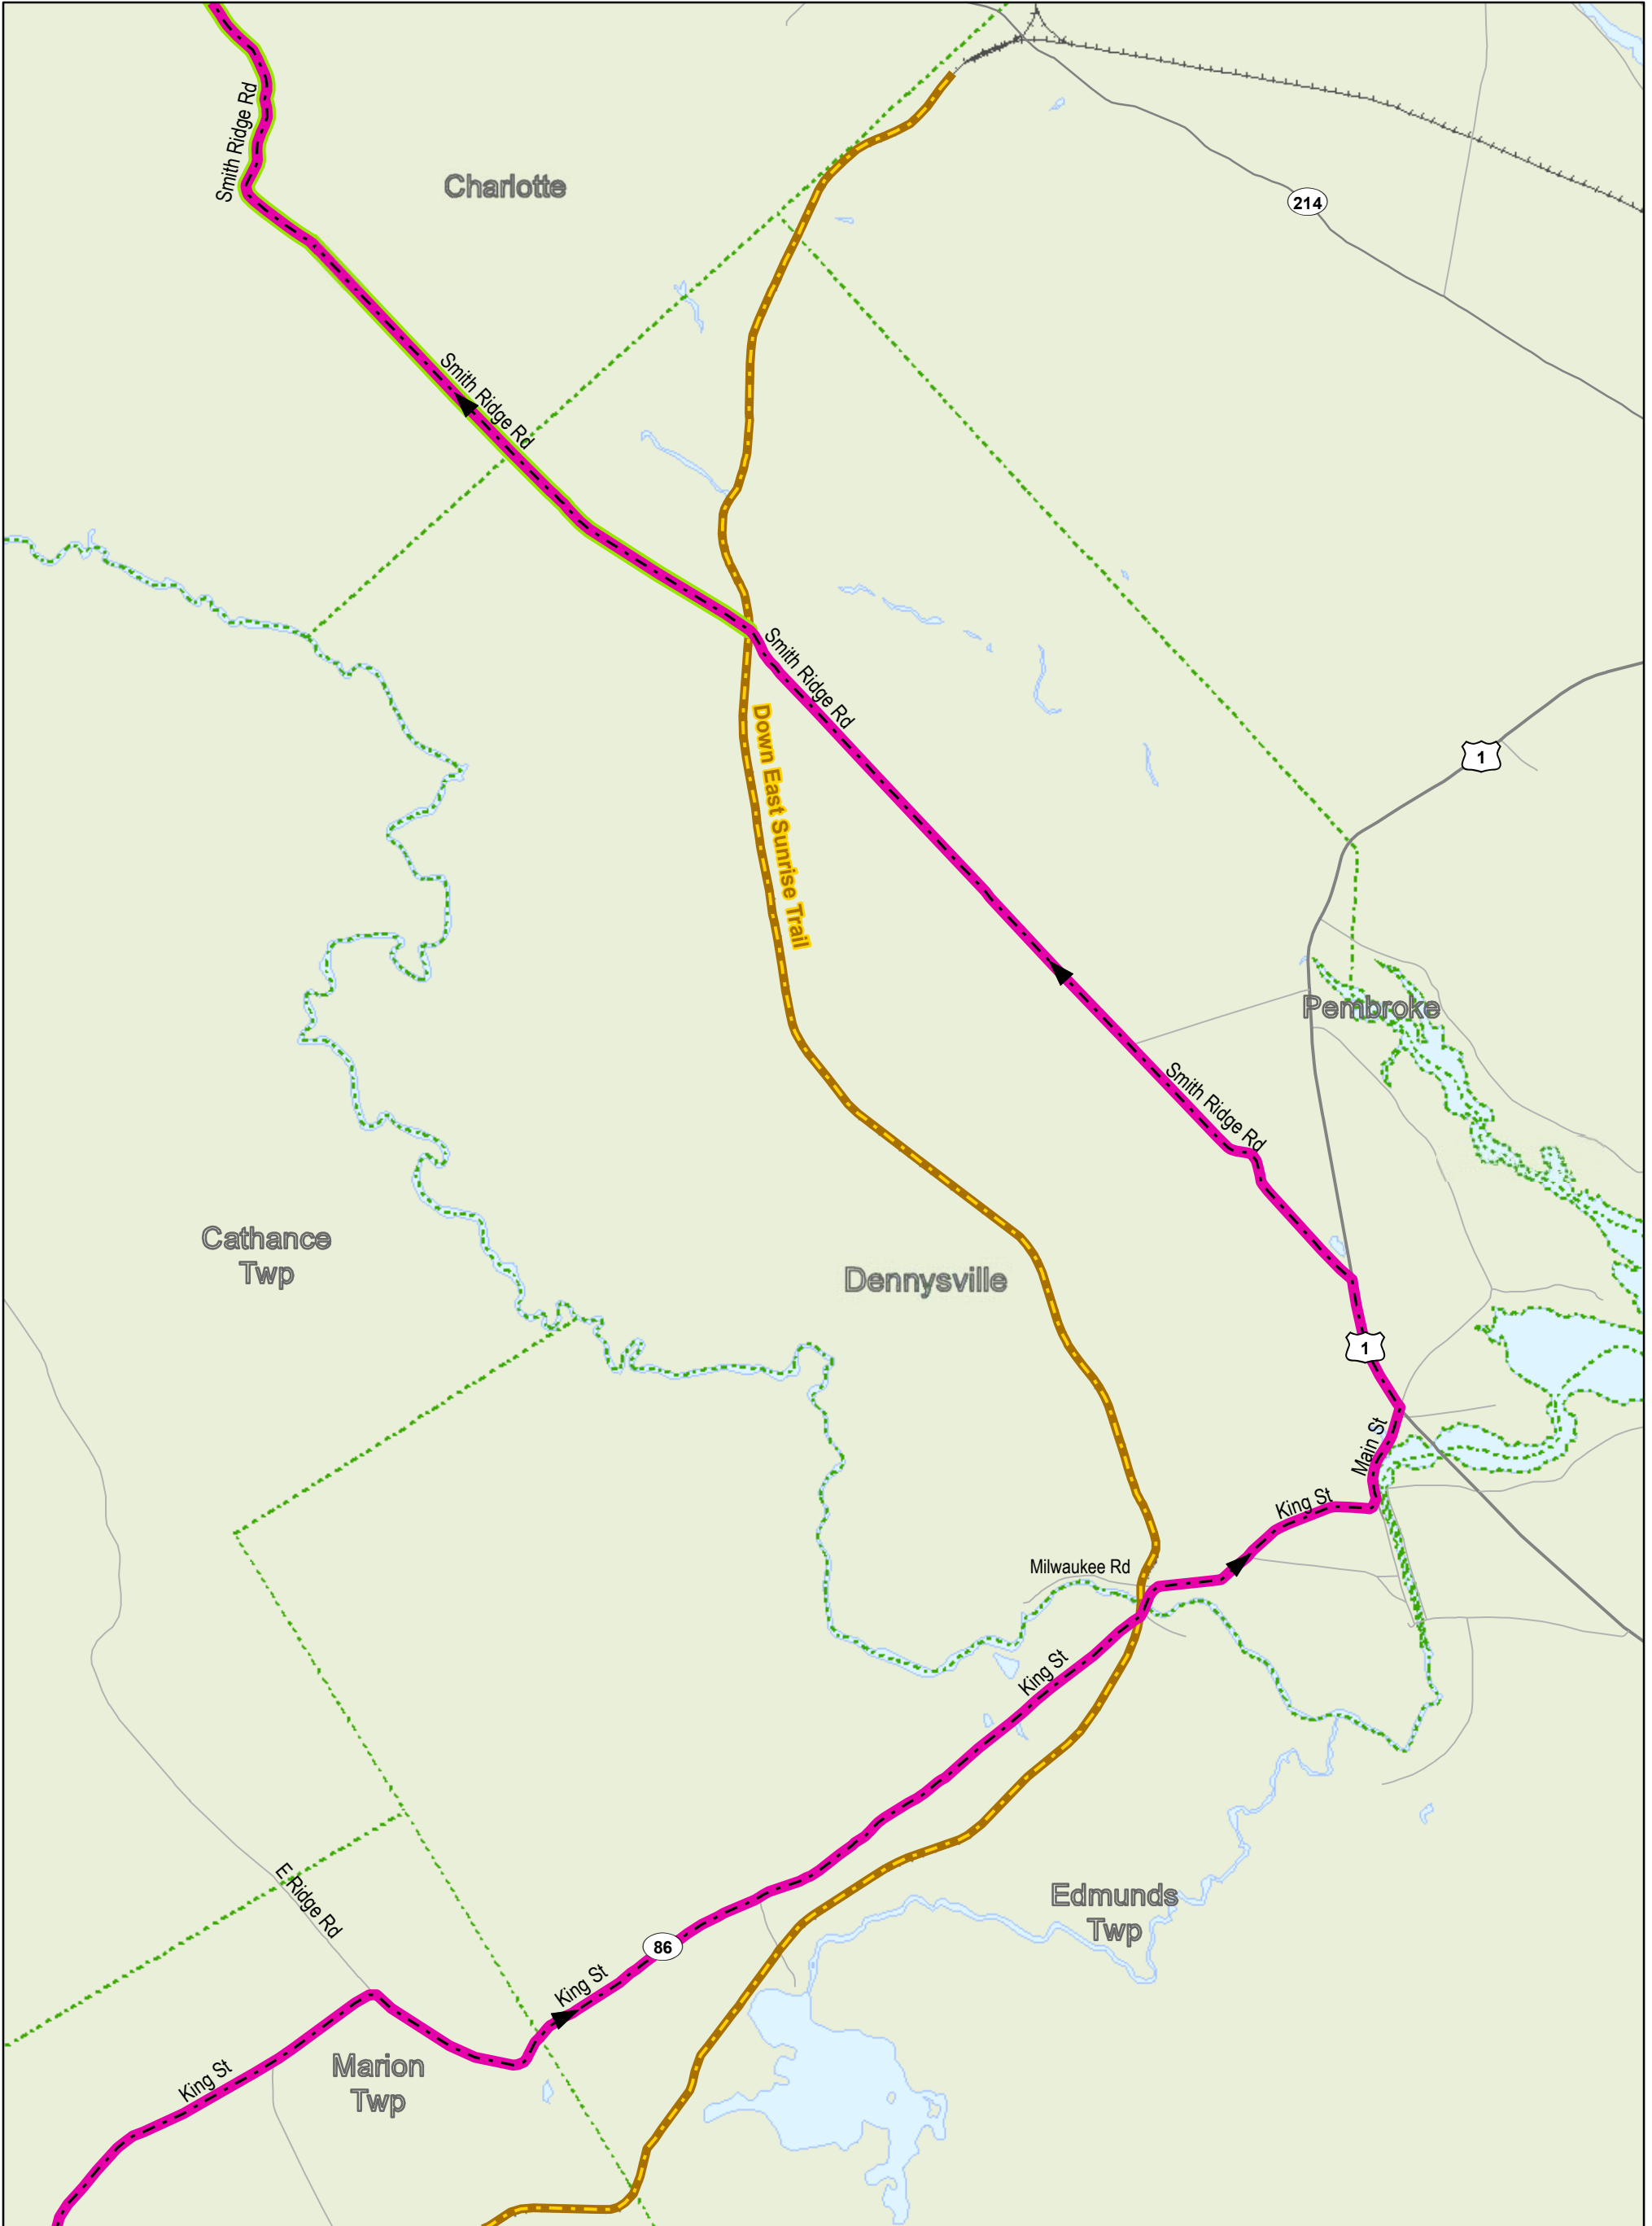 Smith Ridge Rd
Charlotte
214
Smith Ridge Rd
Smith Ridge Rd
Down East Sunrise Trail
1
Pembroke
Smith Ridge Rd
Cathance
Twp
Dennysville
1
Main St
King St
Milwaukee Rd
King St
E Ridge Rd
Edmunds
Twp
86
King St
Marion
Twp
King St